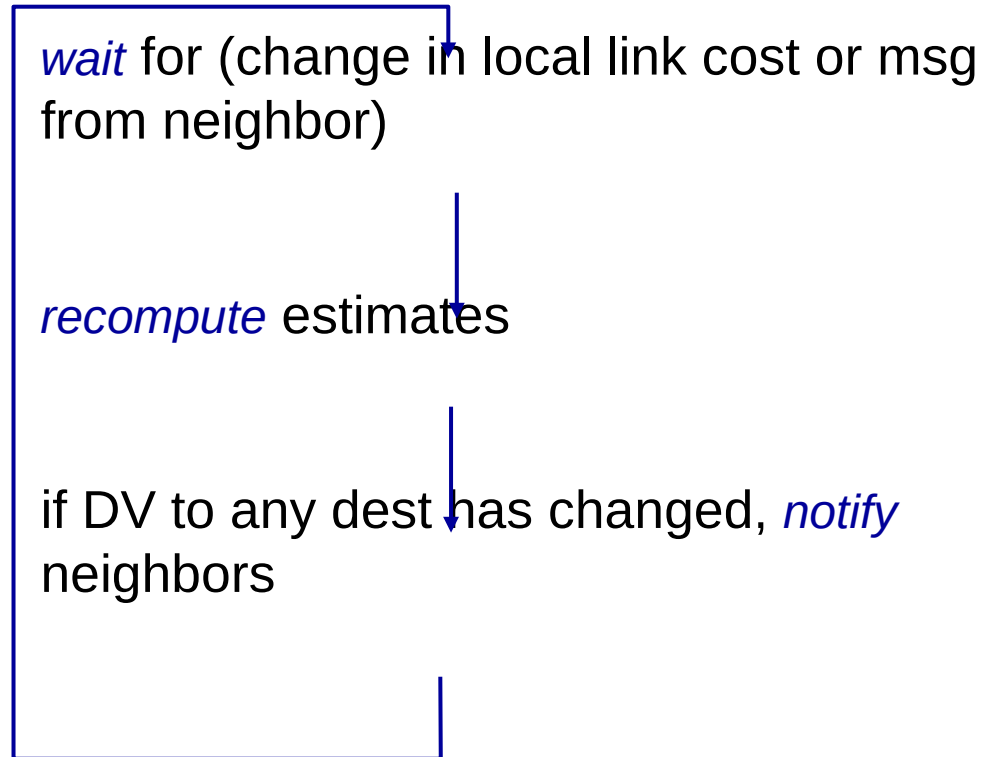 wait for (change in local link cost or msg
from neighbor)
recompute estimates
if DV to any dest has changed, notify
neighbors